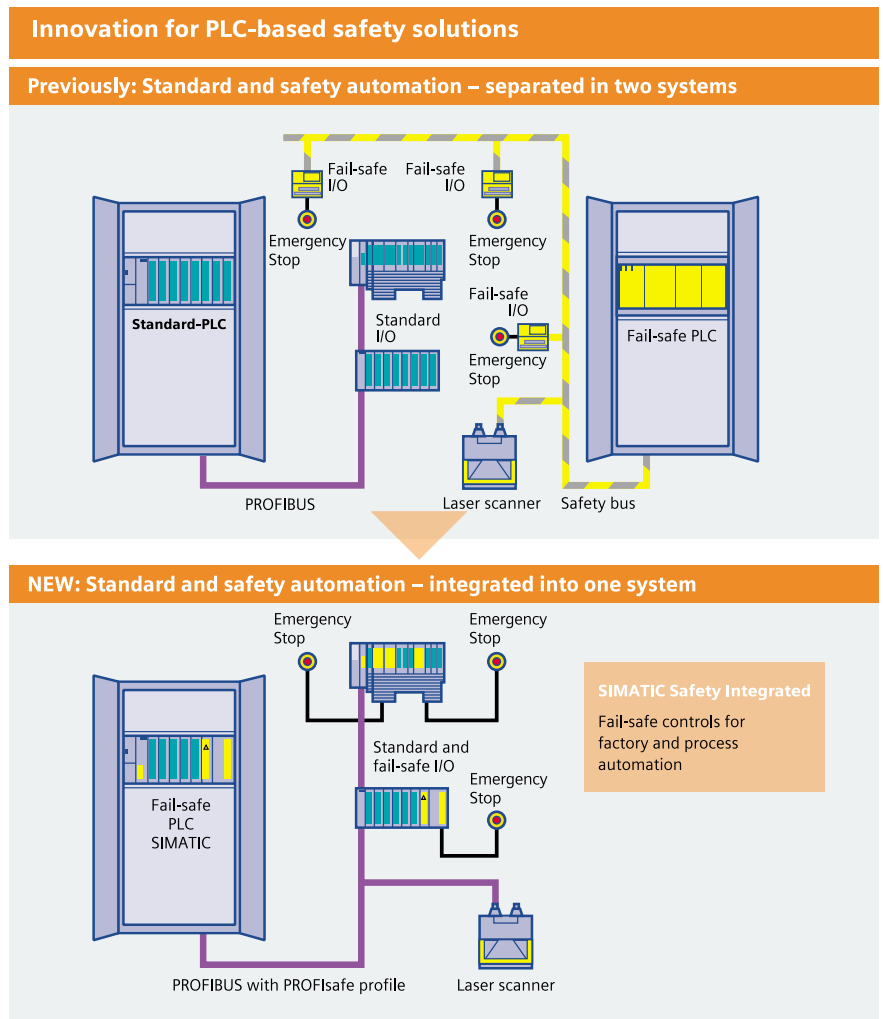 Innovation for PLC-based safety solutions
Previously: Standard and safety automation – separated in two systems
Fail-safe
I/O
Fail-safe
I/O
Emergency
Stop
Emergency
Stop
Standard-PLC
Standard
I/O
Fail-safe
I/O
Emergency
Stop
Fail-safe PLC
PROFIBUS
Laser scanner
Safety bus
NEW: Standard and safety automation – integrated into one system
Emergency
Stop
Emergency
Stop
SIMATIC Safety Integrated
Fail-safe controls for
factory and process
automation
Standard and
fail-safe I/O
Emergency
Stop
Fail-safe
PLC
SIMATIC
PROFIBUS with PROFIsafe profile
Laser scanner